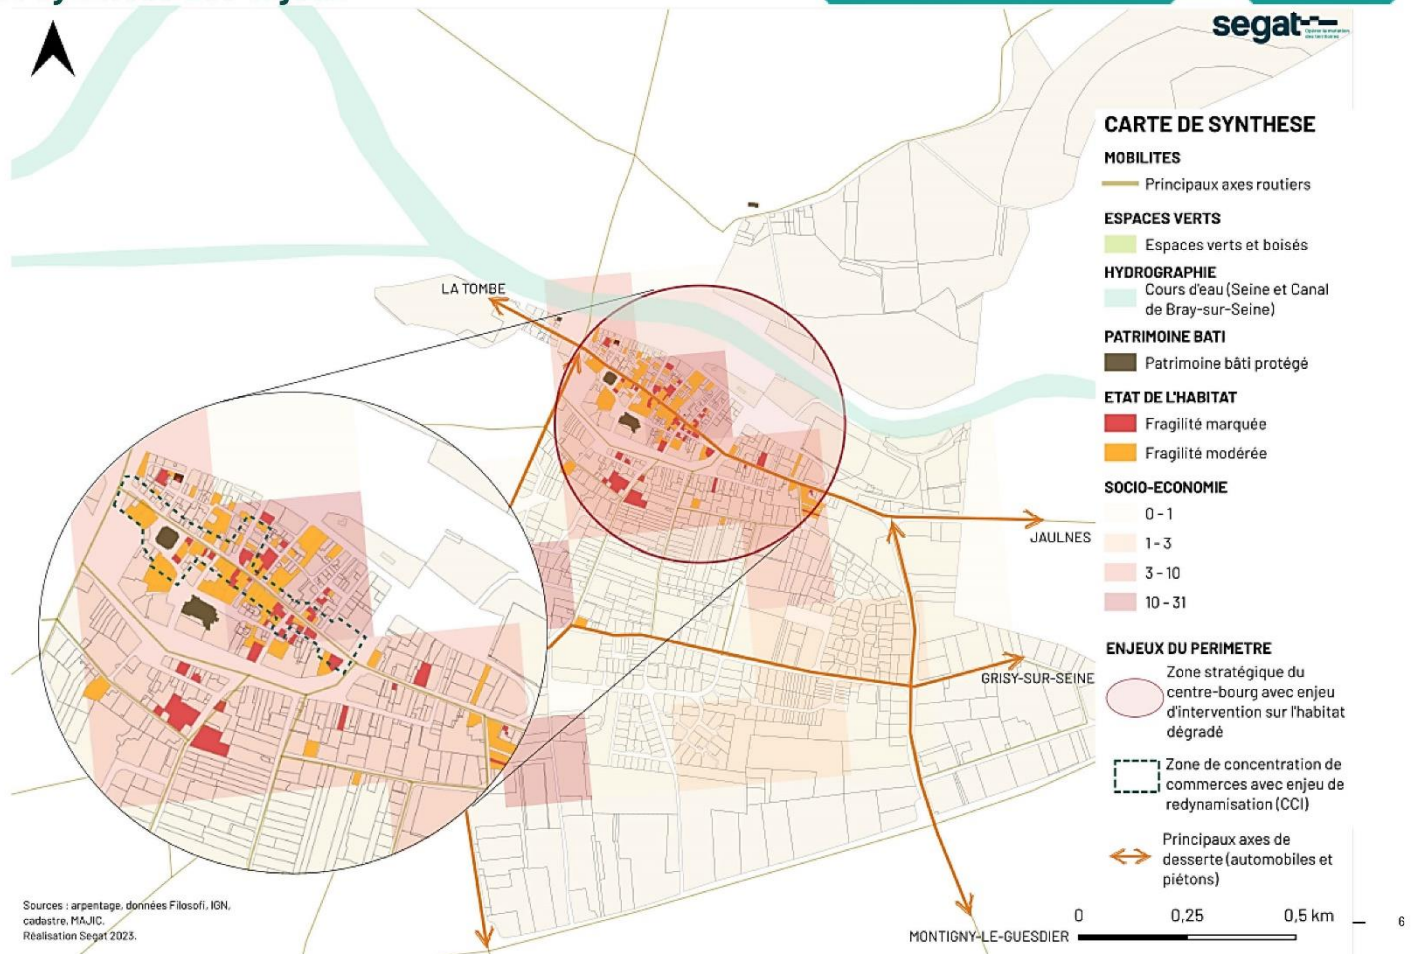 segat
Opérer la mutation
des territoires
CARTE DE SYNTHESE
MOBILITES
Principaux axes routiers
ESPACES VERTS
Espaces verts et boisés
HYDROGRAPHIE
Cours d'eau (Seine et Canal
de Bray-sur-Seine)
PATRIMOINE BATI
Patrimoine bâti protégé
ETAT DE L'HABITAT
Fragilité marquée
Fragilité modérée
SOCIO-ECONOMIE
0 - 1
1 - 3
3 - 10
10 - 31
ENJEUX DU PERIMETRE
Zone stratégique du
centre-bourg avec enjeu
d'intervention sur l'habitat
dégradé
Zone de concentration de
commerces avec enjeu de
redynamisation (CCI)
Principaux axes de
desserte (automobiles et
piétons)
LA TOMBE
JAULNES
GRISY-SUR-SEINE
MONTIGNY-LE-GUESDIER
0 0,25 0,5 km
Sources : arpentage, données Filosofi, IGN,
cadastre, MAJIC.
Réalisation Segat 2023.
6